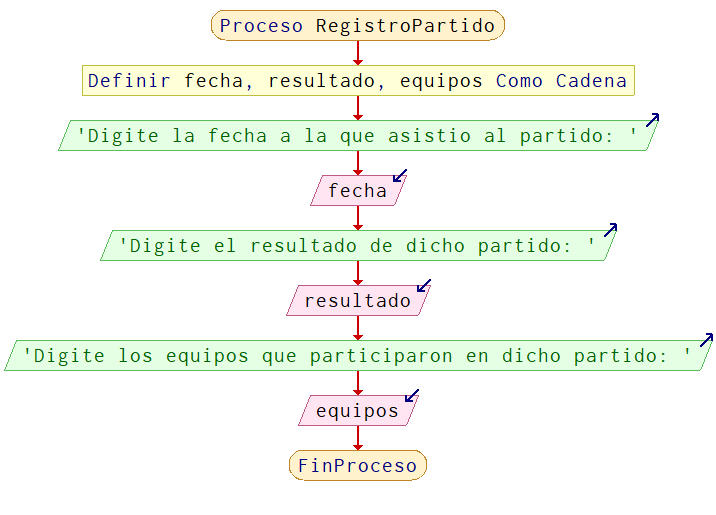 Proceso RegistroPartido
Definir fecha, resultado, equipos Como Cadena
'Digite la fecha a la que asistio al partido: '
fecha
'Digite el resultado de dicho partido: '
resultado
'Digite los equipos que participaron en dicho partido: '
equipos
FinProceso